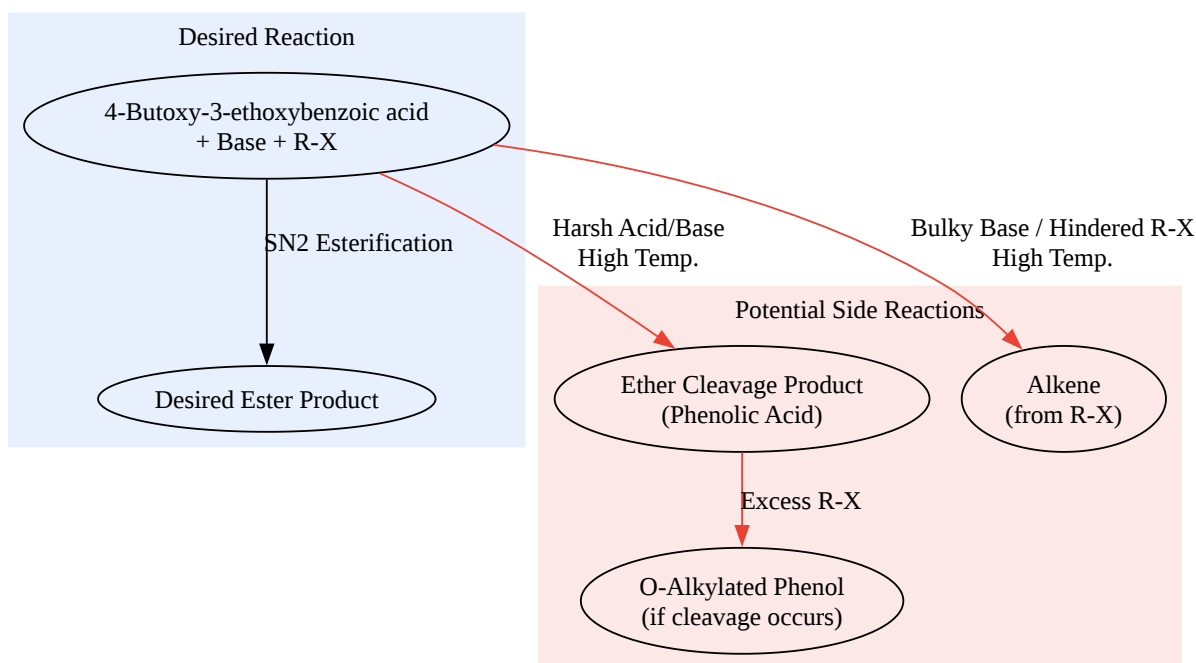 Desired Reaction
4-Butoxy-3-ethoxybenzoic acid
+ Base + R-X
SN2 Esterification
Desired Ester Product
Harsh Acid/Base
High Temp.
Bulky Base / Hindered R-X
High Temp.
Potential Side Reactions
Ether Cleavage Product
(Phenolic Acid)
Alkene
(from R-X)
Excess R-X
O-Alkylated Phenol
(if cleavage occurs)